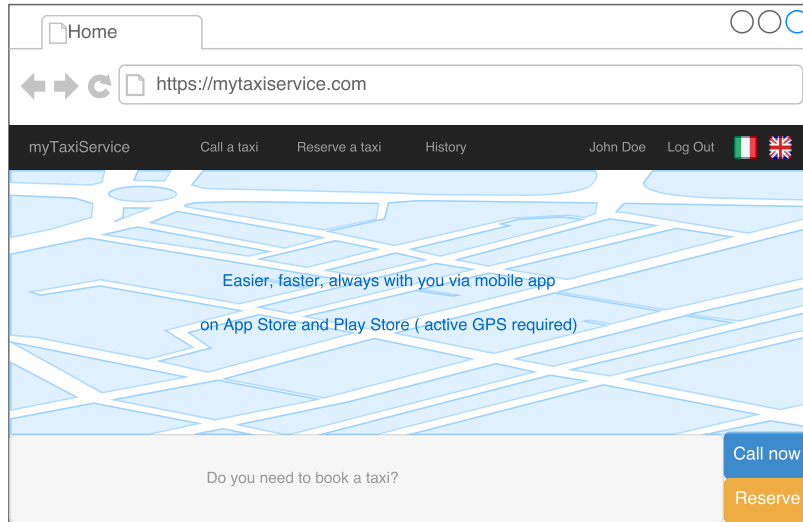 Home
https://mytaxiservice.com
myTaxiService Call a taxi Reserve a taxi History John Doe Log Out
Easier, faster, always with you via mobile app
on App Store and Play Store ( active GPS required)
Do you need to book a taxi?
Call now
Reserve